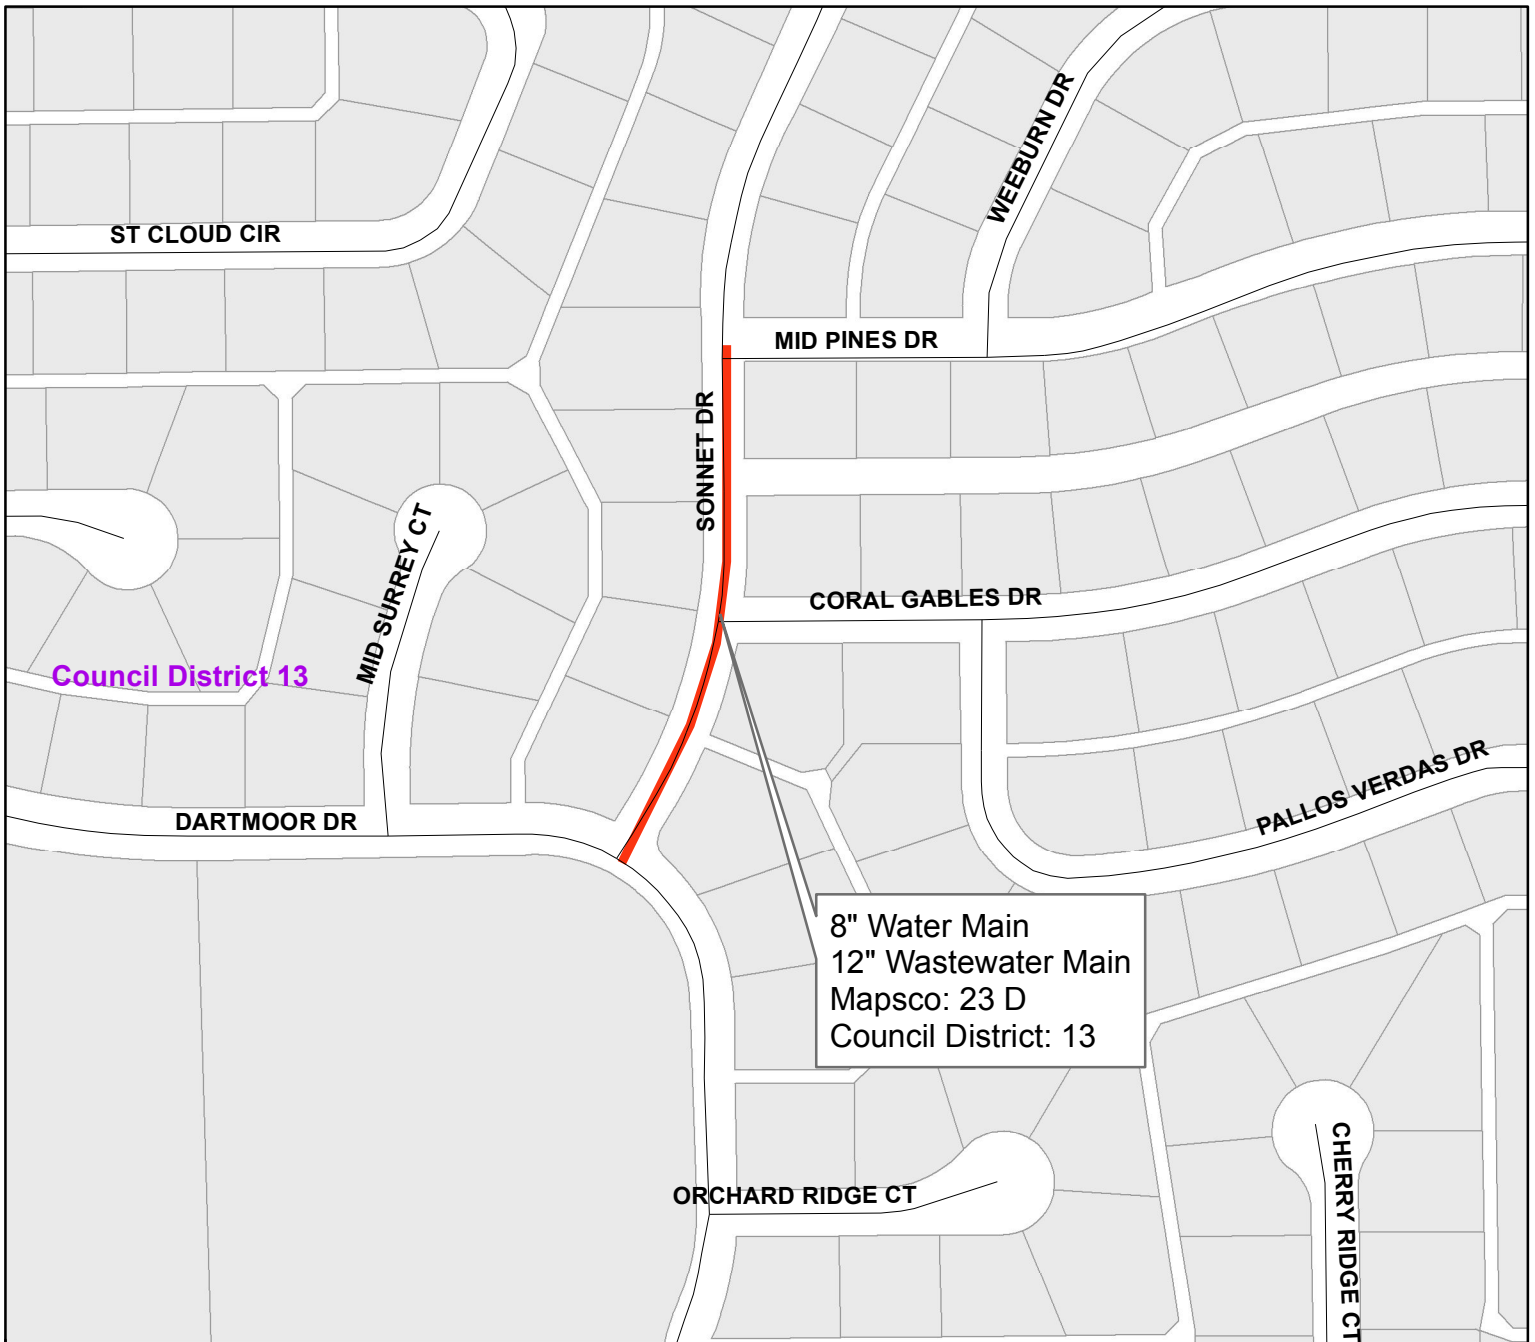 WEEBURN DR
ST CLOUD CIR
MID PINES DR
SONNET DR
MID SURREY CT
CORAL GABLES DR
Council District 13
PALLOS VERDAS DR
DARTMOOR DR
8" Water Main
12" Wastewater Main
Mapsco: 23 D
Council District: 13
ORCHARD RIDGE CT
CHERRY RIDGE CT